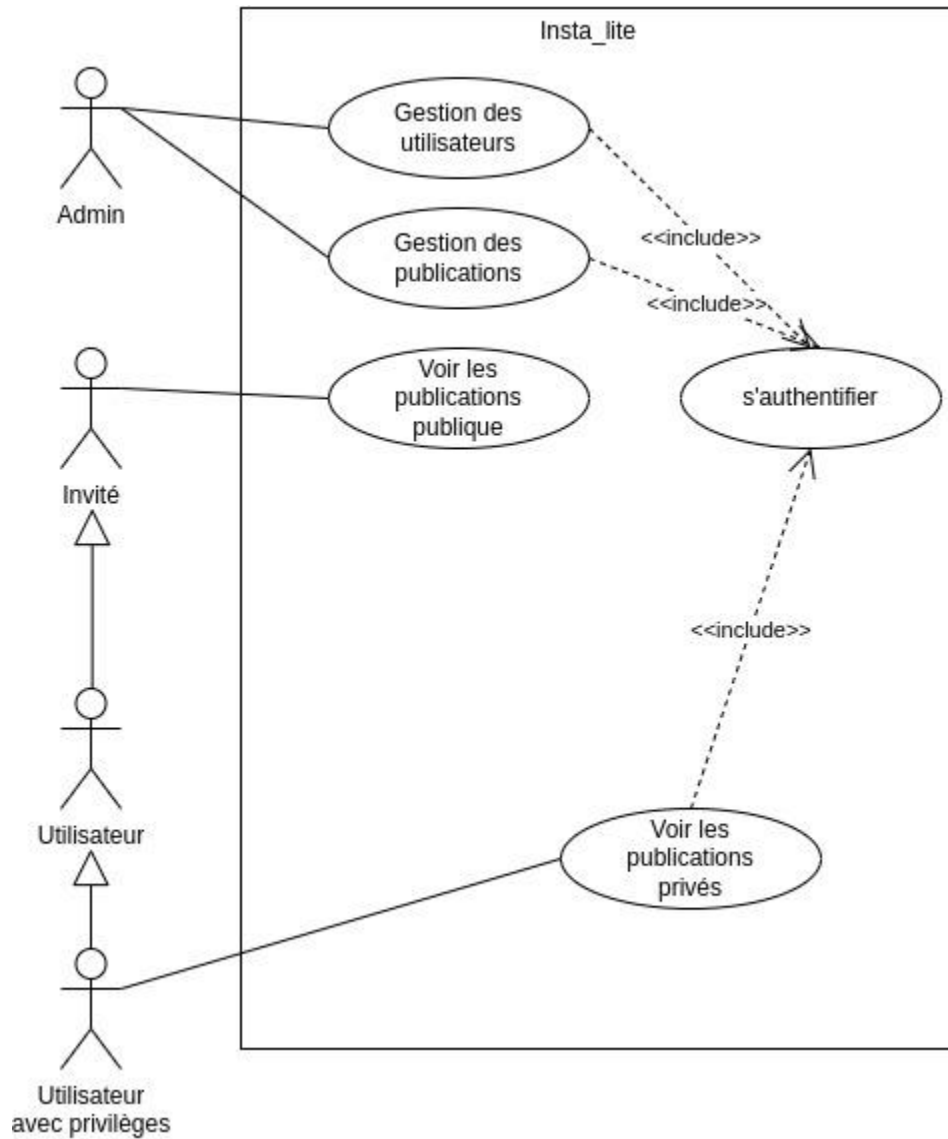 Insta_lite
Gestion des
utilisateurs
Admin
<<include>>
Gestion des
publications
<<include>>
Voir les
publications
publique
s'authentifier
Invité
<<include>>
Utilisateur
Voir les
publications
privés
Utilisateur
avec privilèges